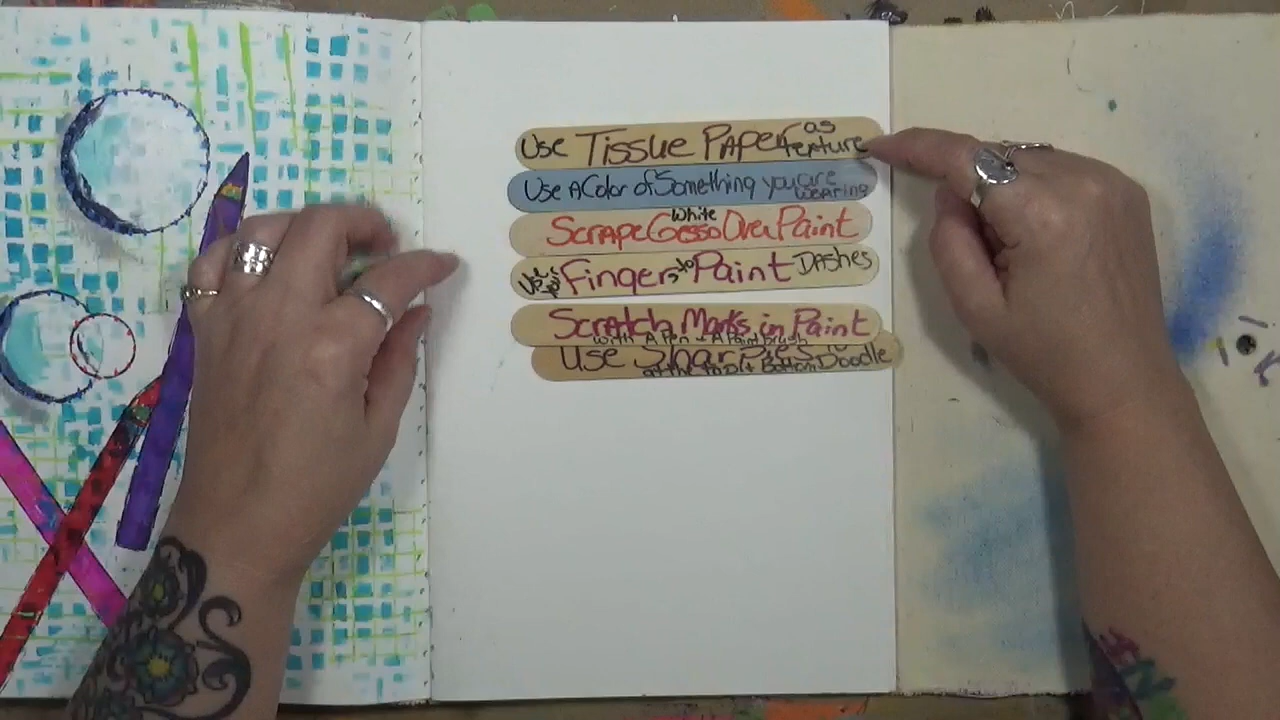 Use Tissue Paper as Texture
Use A Color of Something you are Wearing
Scrape White Gesso Over Paint
Use your Fingers to Paint DAshes
Scratch Marks in Paint
with A Pen + A Paintbrush
Use Sharpies to Doodle
at the top + Bottom